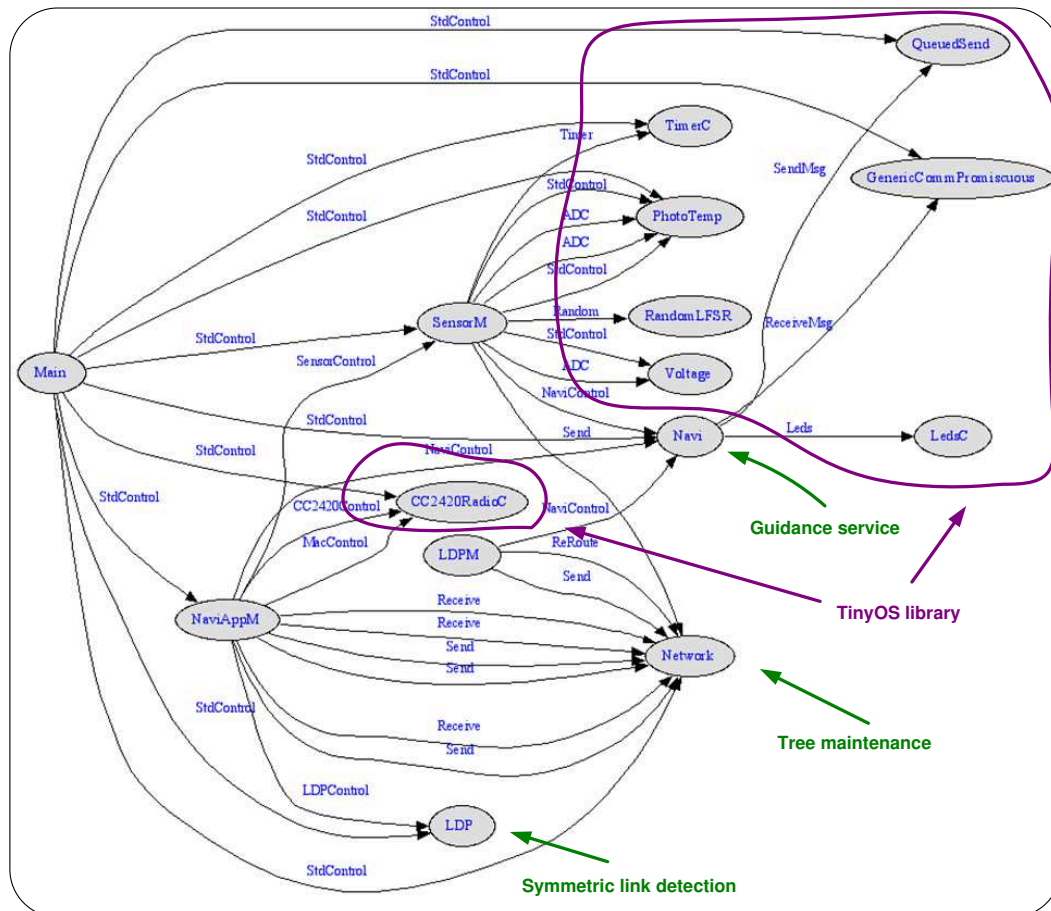 StdControl
QueuedSend
StdControl
TimerC
Timer
StdControl
SendMsg
GenericCommPromiscuous
StdControl
StdControl
ADC
PhotoTemp
ADC
StdControl
Random
RandomLFSR
SensorM
StdControl
ReceiveMsg
StdControl
SensorControl
ADC
Voltage
Main
NaviControl
StdControl
Send
Navi
Leds
LedsC
StdControl
NaviControl
StdControl
CC2420Control
CC2420RadioC
NaviControl
Guidance service
MacControl
ReRoute
LDPM
Send
Receive
TinyOS library
NaviAppM
Receive
Send
Network
Send
StdControl
Receive
Tree maintenance
Send
LDPControl
LDP
StdControl
Symmetric link detection